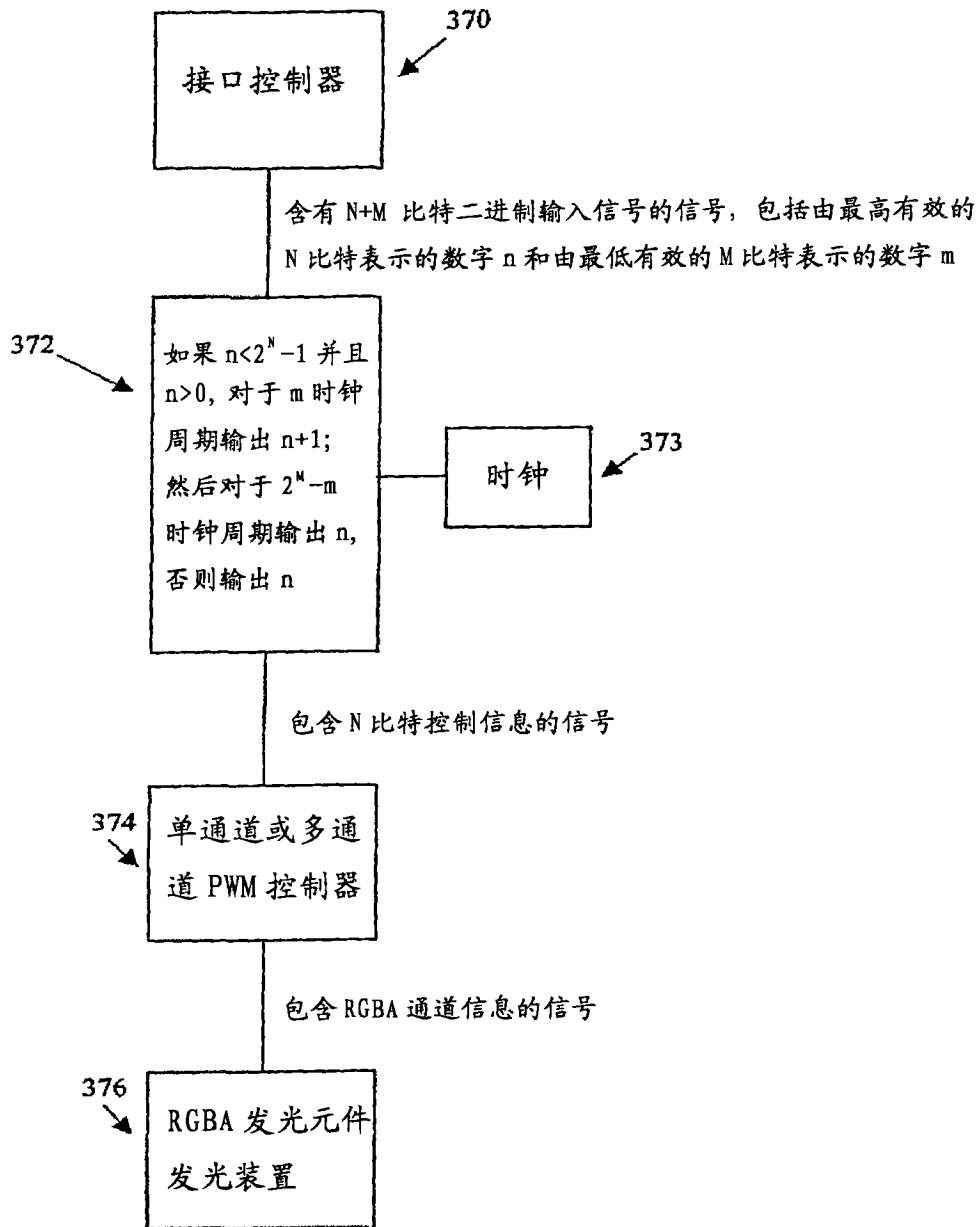 370
接口控制器
含有 N+M 比特二进制输入信号的信号，包括由最高有效的
N 比特表示的数字 n 和由最低有效的 M 比特表示的数字 m
372
如果 n<2^N-1 并且
n>0, 对于 m 时钟
周期输出 n+1;
然后对于 2^M-m
时钟周期输出 n,
否则输出 n
373
时钟
包含 N 比特控制信息的信号
374
单通道或多通
道 PWM 控制器
包含 RGBA 通道信息的信号
376
RGBA 发光元件
发光装置